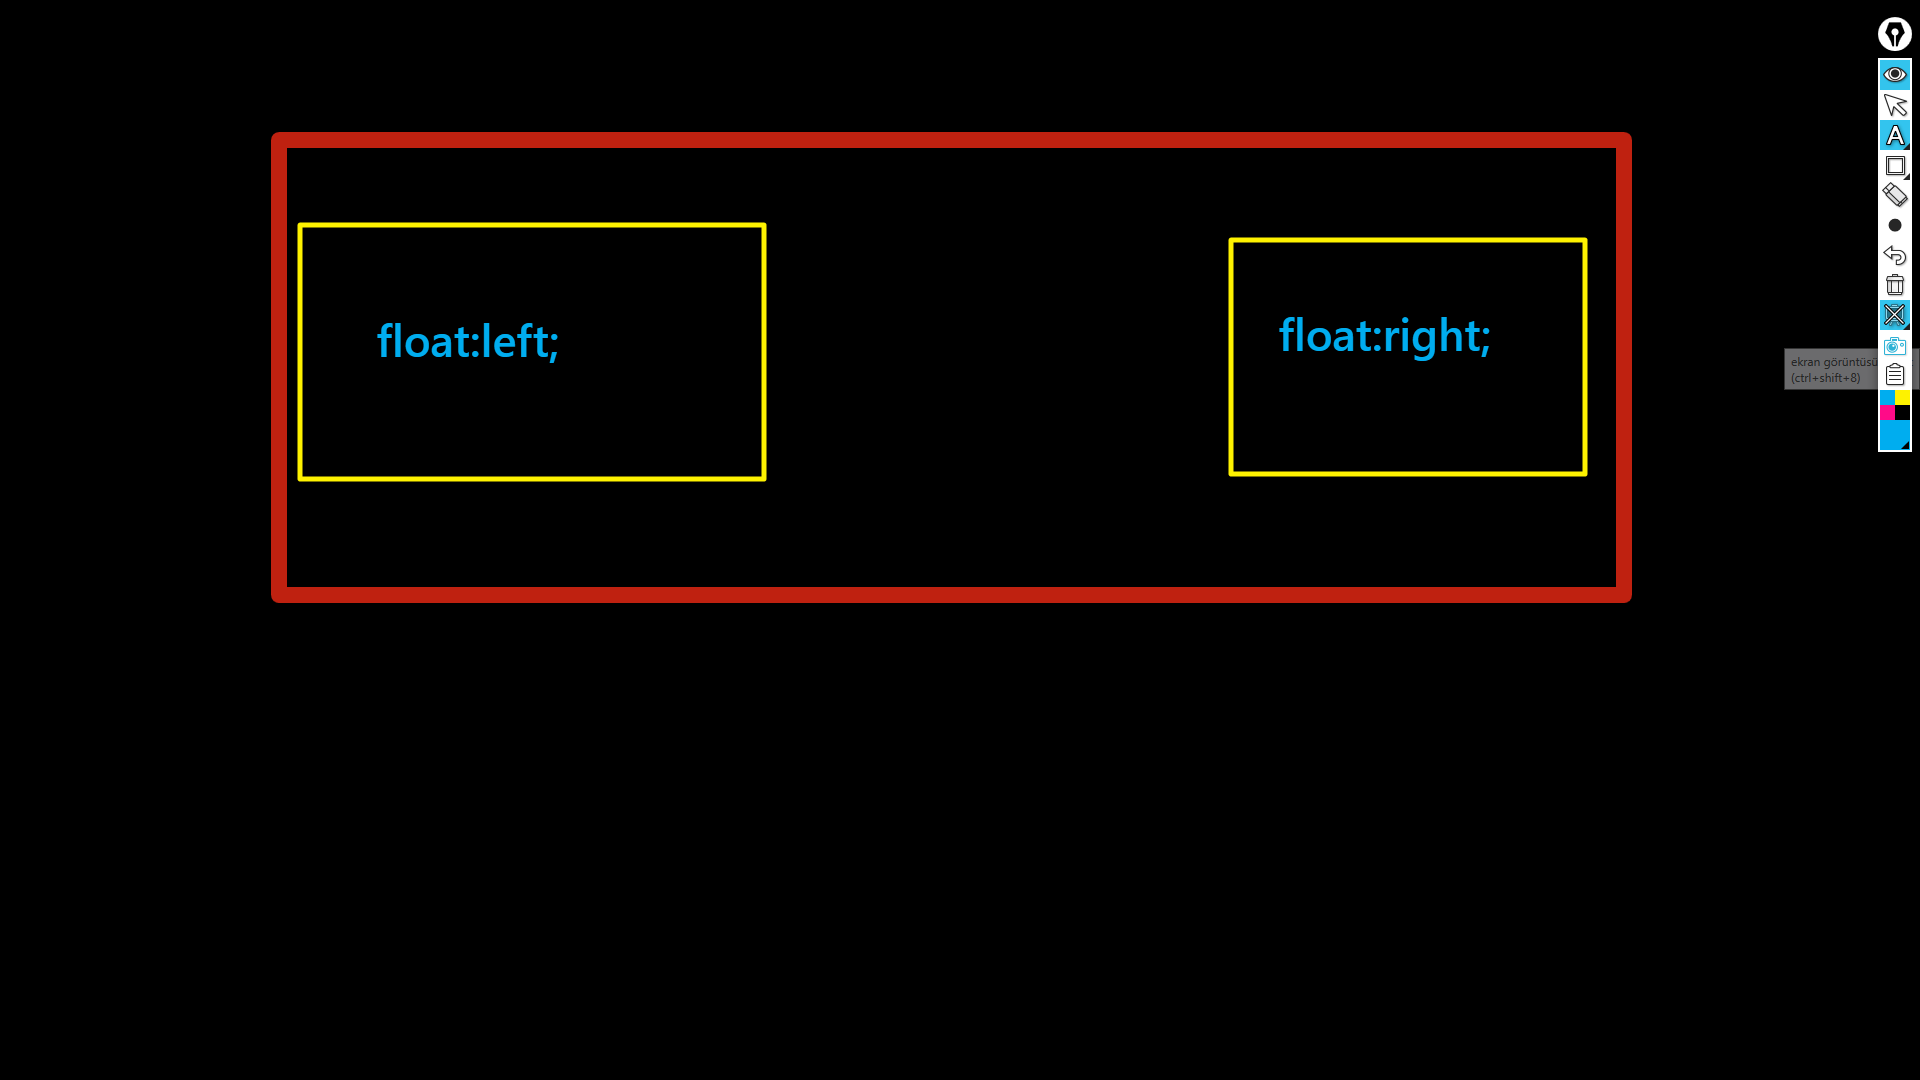 float:left;
float:right;
ekran görüntüsü
(ctrl+shift+8)